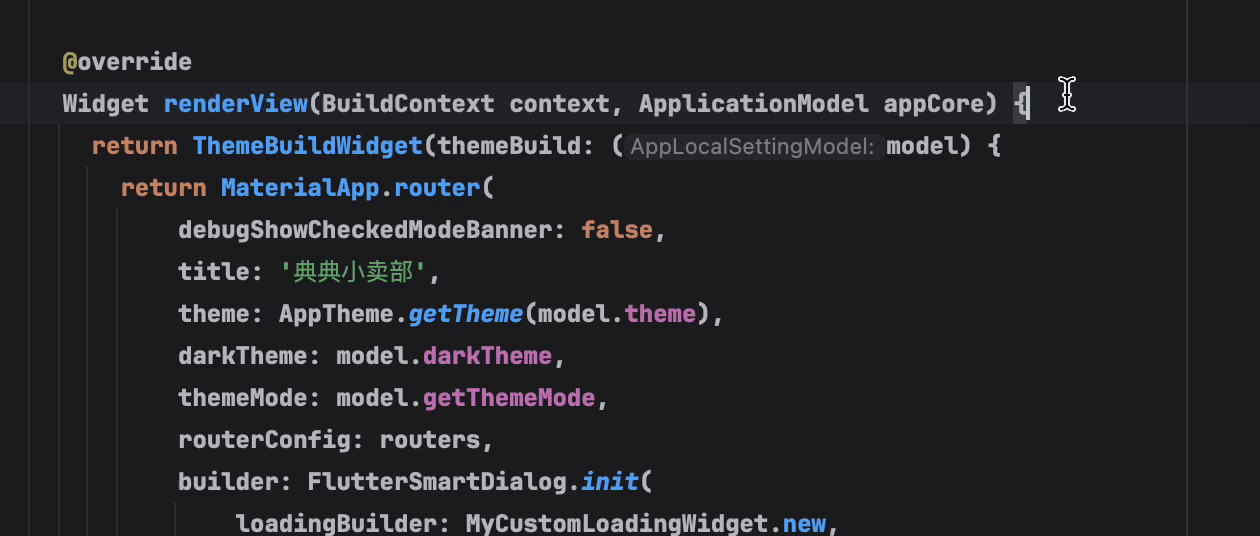 @override
Widget renderView(BuildContext context, ApplicationModel appCore) {
return ThemeBuildWidget(themeBuild: (AppLocalSettingModel: model) {
return MaterialApp.router(
debugShowCheckedModeBanner: false,
title: '典典小卖部',
theme: AppTheme.getTheme(model.theme),
darkTheme: model.darkTheme,
themeMode: model.getThemeMode,
routerConfig: routers,
builder: FlutterSmartDialog.init(
loadingBuilder: MyCustomLoadingWidget.new,